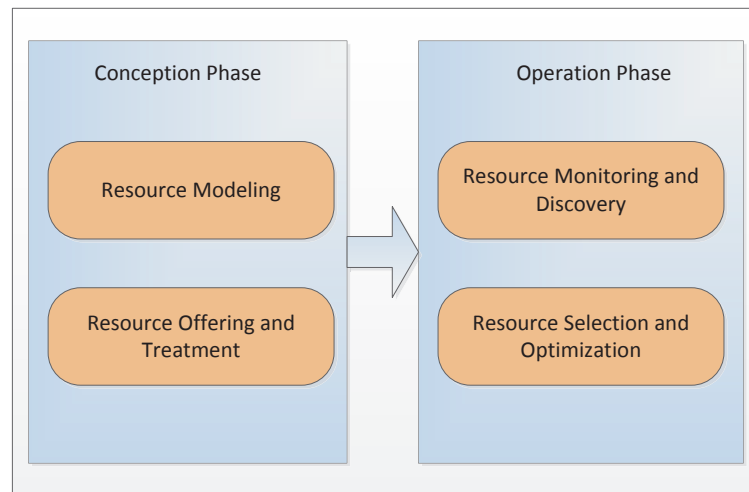 Conception Phase
Resource Modeling
Resource Offering and
Treatment
Operation Phase
Resource Monitoring and
Discovery
Resource Selection and
Optimization